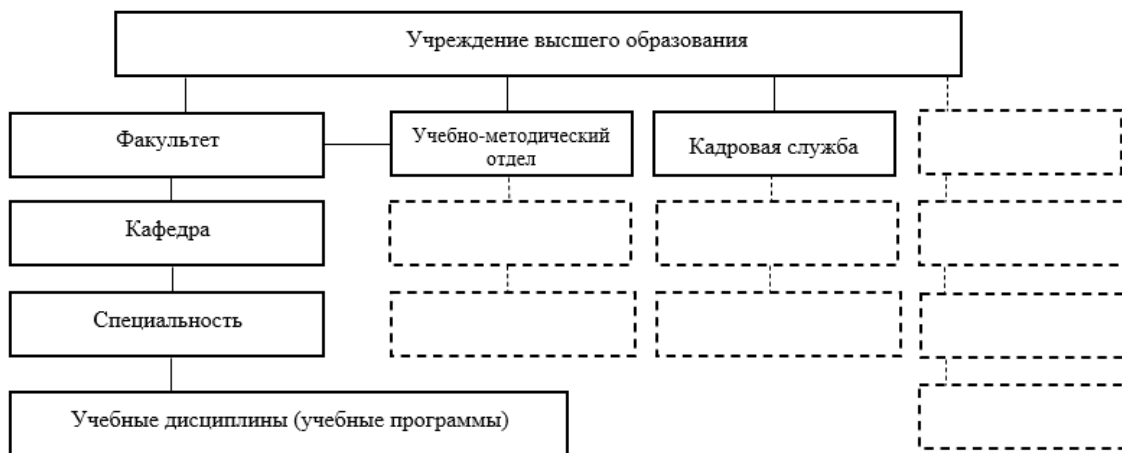 Учреждение высшего образования
Факультет
Учебно-методический
отдел
Кадровая служба
Кафедра
Специальность
Учебные дисциплины (учебные программы)